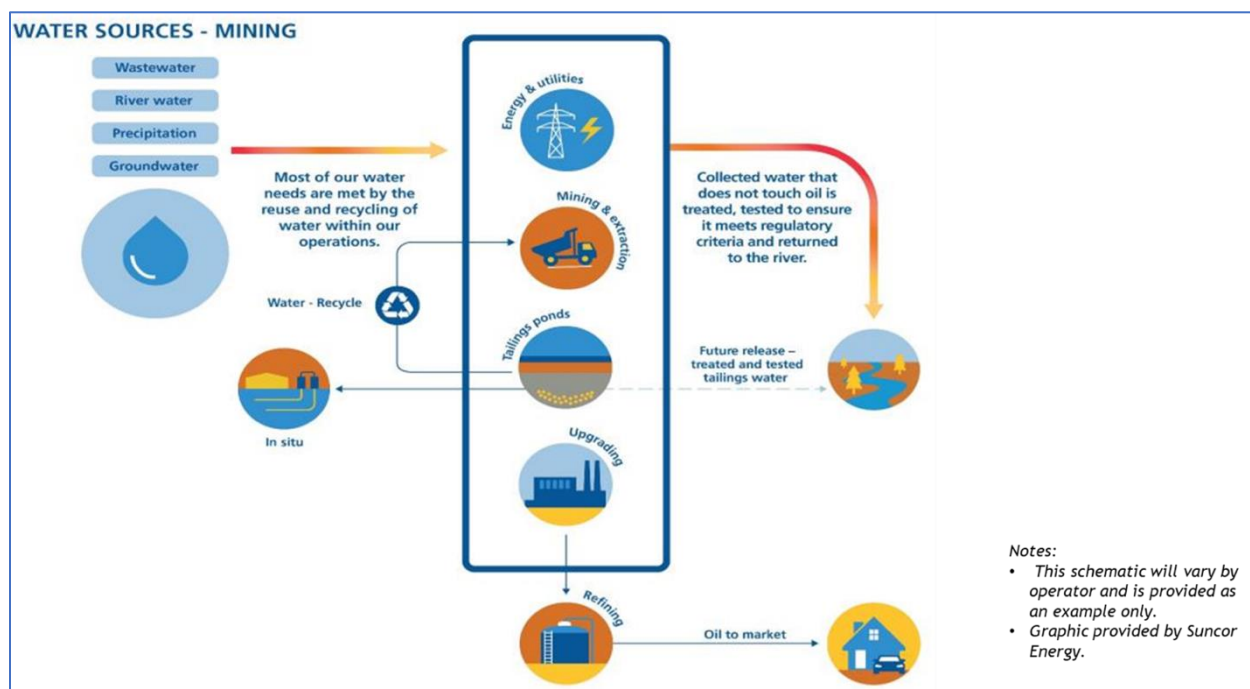 WATER SOURCES - MINING
Wastewater
River water
Precipitation
Groundwater
Most of our water
needs are met by the
reuse and recycling of
water within our
operations.
Water - Recycle
In situ
Energy & utilities
Mining & extraction
Tailings ponds
Upgrading
Refining
Collected water that
does not touch oil is
treated, tested to ensure
it meets regulatory
criteria and returned
to the river.
Future release –
treated and tested
tailings water
Oil to market
Notes:
• This schematic will vary by
operator and is provided as
an example only.
• Graphic provided by Suncor
Energy.